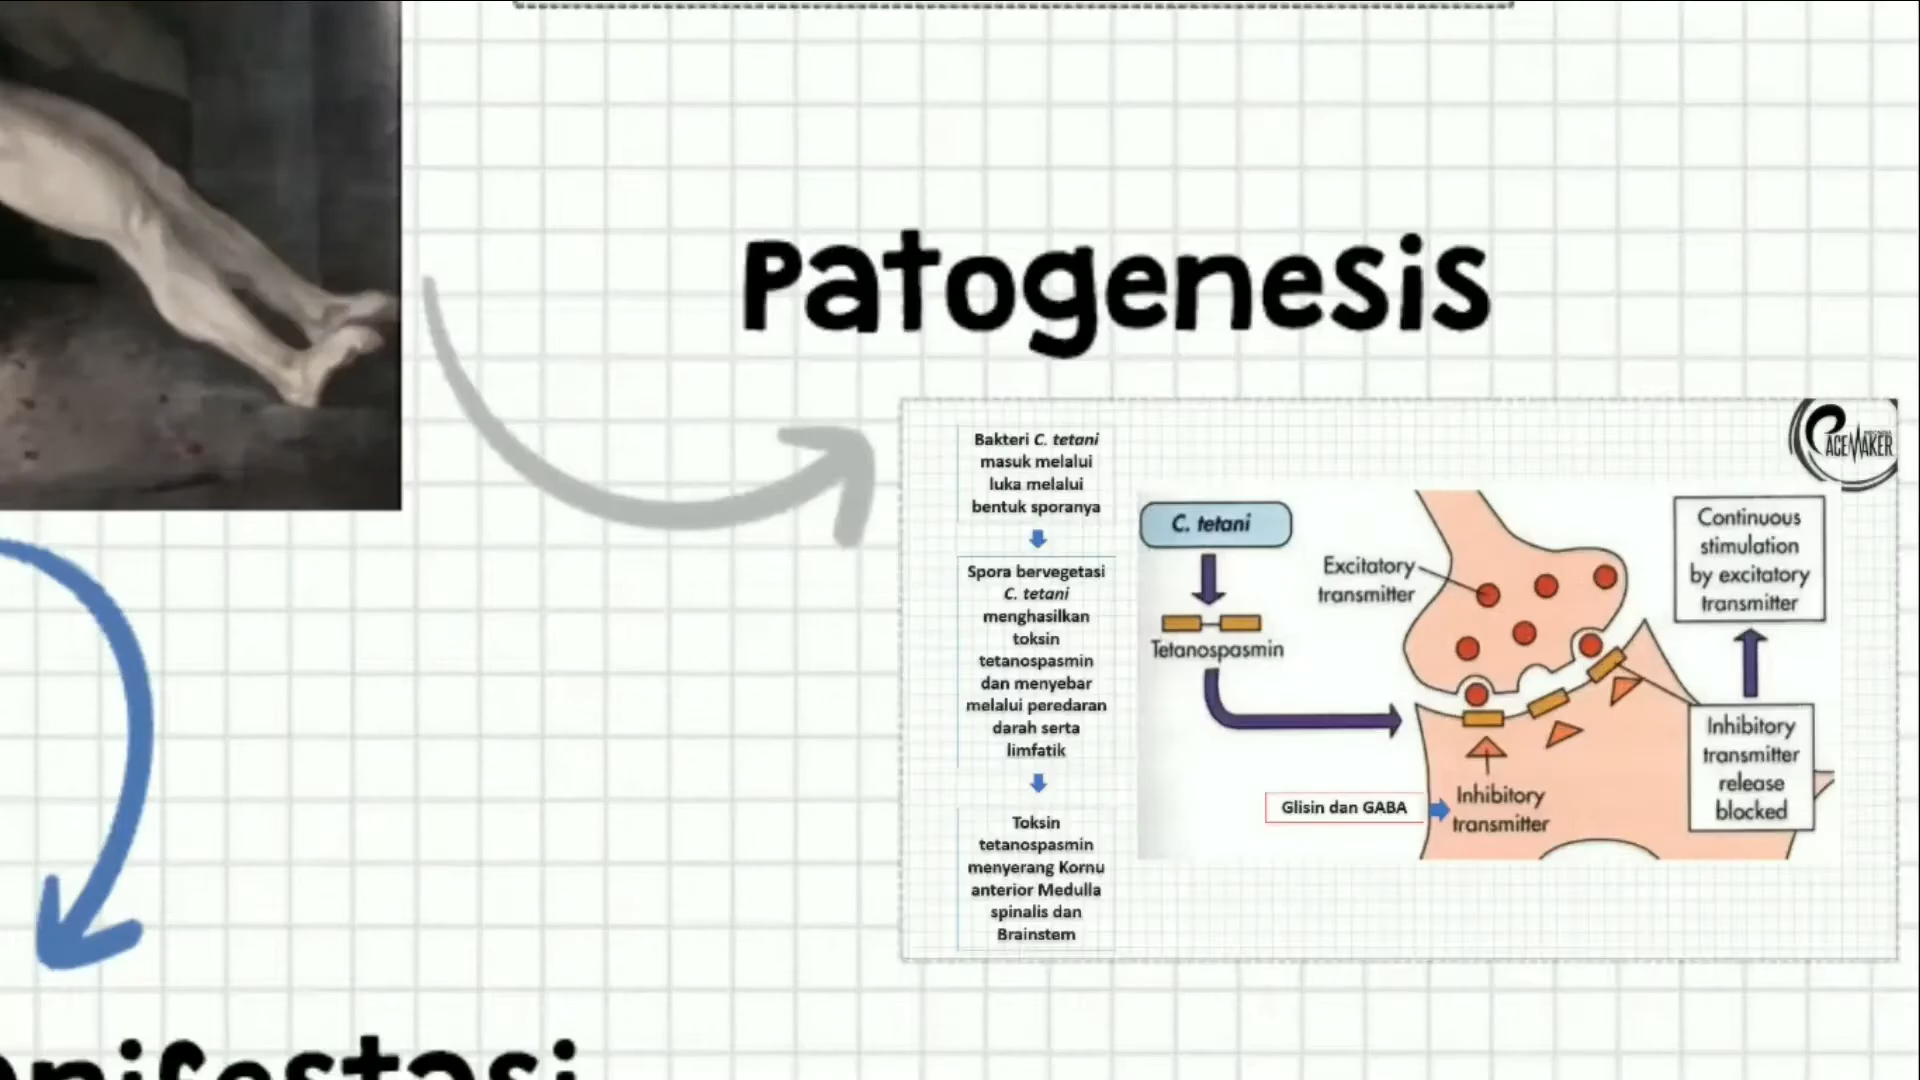 Patogenesis
PACEMAKER
Bakteri C. tetani
masuk melalui
luka melalui
bentuk sporanya
Spora bervegetasi
C. tetani
menghasilkan
toksin
tetanospasmin
dan menyebar
melalui peredaran
darah serta
limfatik
Toksin
tetanospasmin
menyerang Kornu
anterior Medulla
spinalis dan
Brainstem
C. tetani
Tetanospasmin
Excitatory
transmitter
Glisin dan GABA
Inhibitory
transmitter
Continuous
stimulation
by excitatory
transmitter
Inhibitory
transmitter
release
blocked